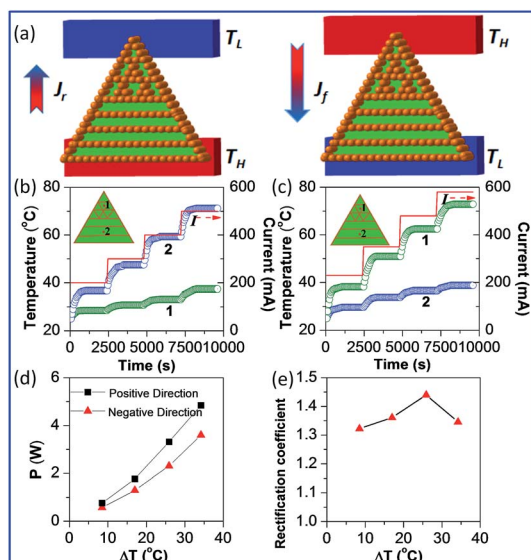 (a)
T_L
T_H
J_r
J_f
T_H
T_L
(b)
80
60
40
20
Temperature (°C)
1
2
2
1
I
600
400
200
0
Current (mA)
0 2500 5000 7500 10000
Time (s)
(c)
80
60
40
20
Temperature (°C)
1
2
1
2
I
600
400
200
0
Current (mA)
0 2500 5000 7500 10000
Time (s)
(d)
6
4
2
0
P (W)
Positive Direction
Negative Direction
0 10 20 30 40
ΔT (°C)
(e)
1.5
1.4
1.3
1.2
1.1
1.0
Rectification coefficient
0 10 20 30 40
ΔT (°C)